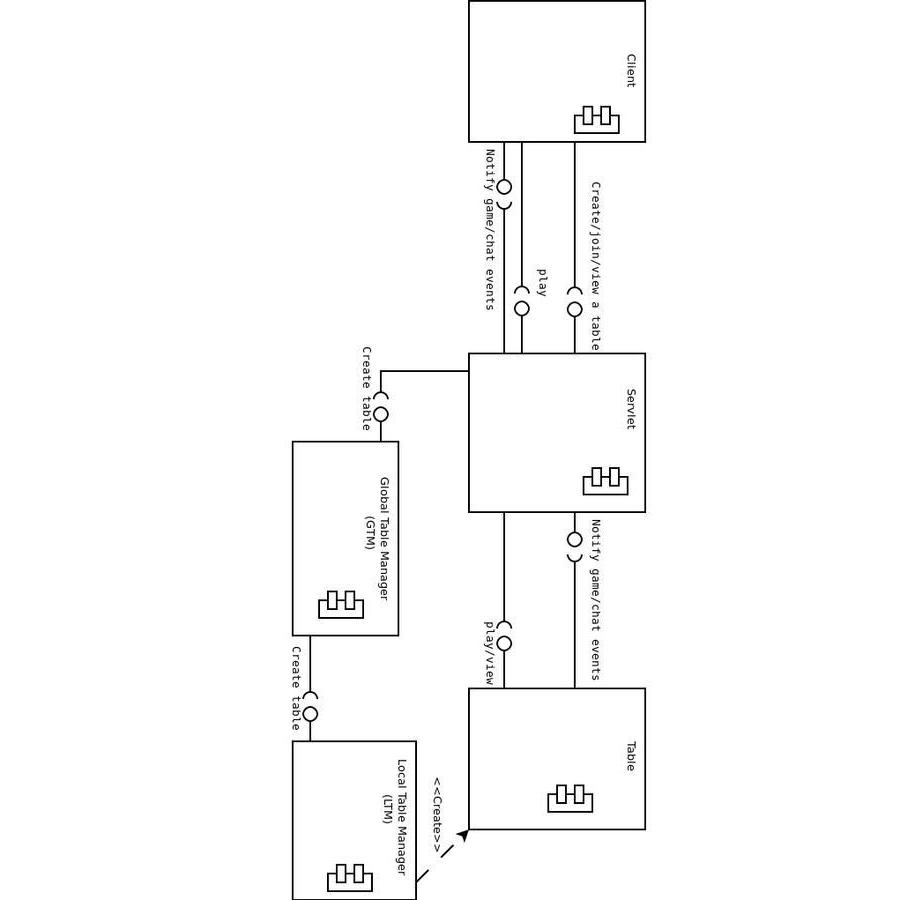 Client
Create/join/view a table
play
Notify game/chat events
Servlet
Notify game/chat events
play/view
Table
Create table
Global Table Manager
(GTM)
Create table
Local Table Manager
(LTM)
<<Create>>